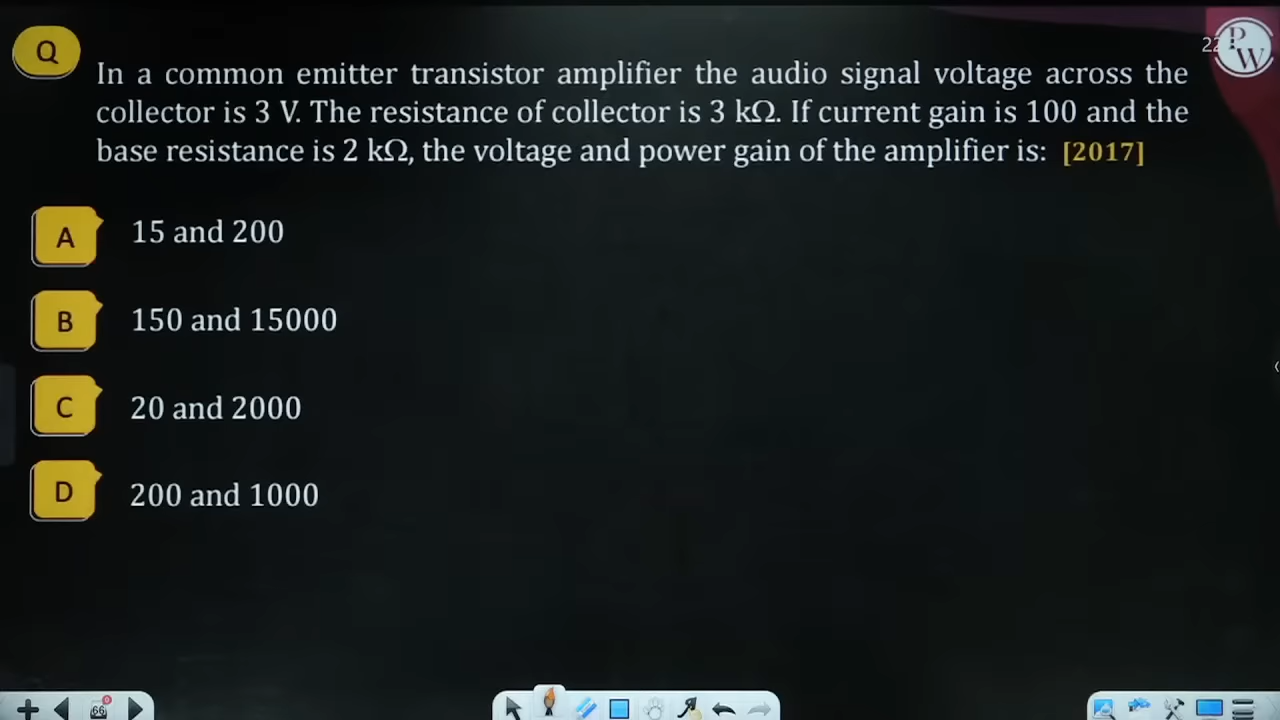 Q
In a common emitter transistor amplifier the audio signal voltage across the
collector is 3 V. The resistance of collector is 3 kΩ. If current gain is 100 and the
base resistance is 2 kΩ, the voltage and power gain of the amplifier is: [2017]
A 15 and 200
B 150 and 15000
C 20 and 2000
D 200 and 1000
PW
66